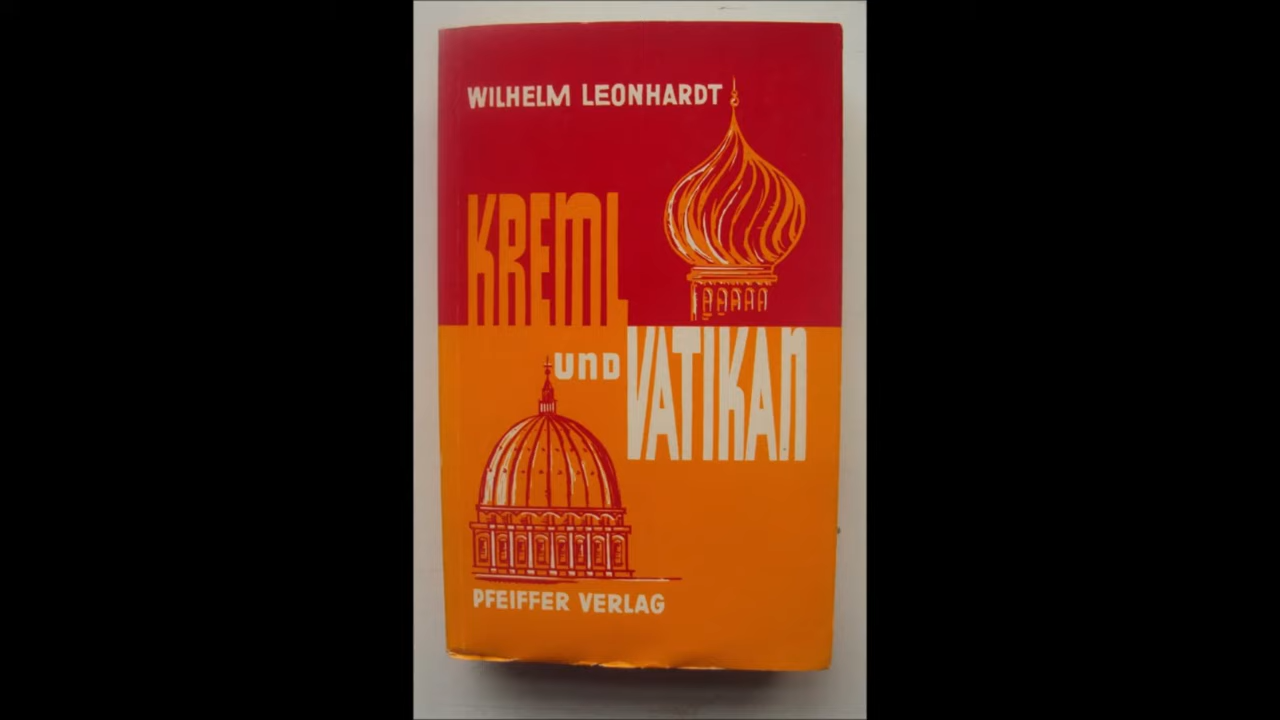 WILHELM LEONHARDT
KREML
und
VATIKAN
PFEIFFER VERLAG